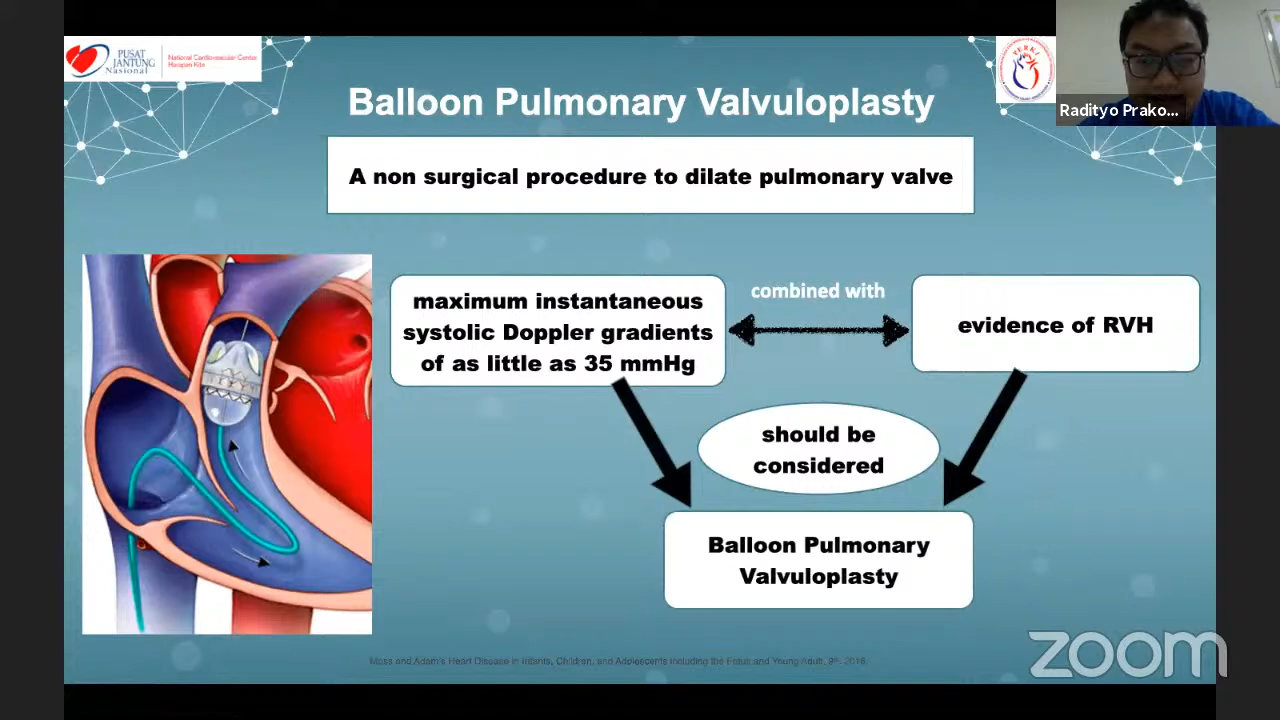 PUSAT
JANTUNG
Nasional
National Cardiovascular Center
Harapan Kita
PERKI
Radityo Prako...
Balloon Pulmonary Valvuloplasty
A non surgical procedure to dilate pulmonary valve
maximum instantaneous
systolic Doppler gradients
of as little as 35 mmHg
combined with
evidence of RVH
should be
considered
Balloon Pulmonary
Valvuloplasty
Moss and Adam's Heart Disease in Infants, Children, and Adolescents Including the Fetus and Young Adult, 9th, 2016.
zoom